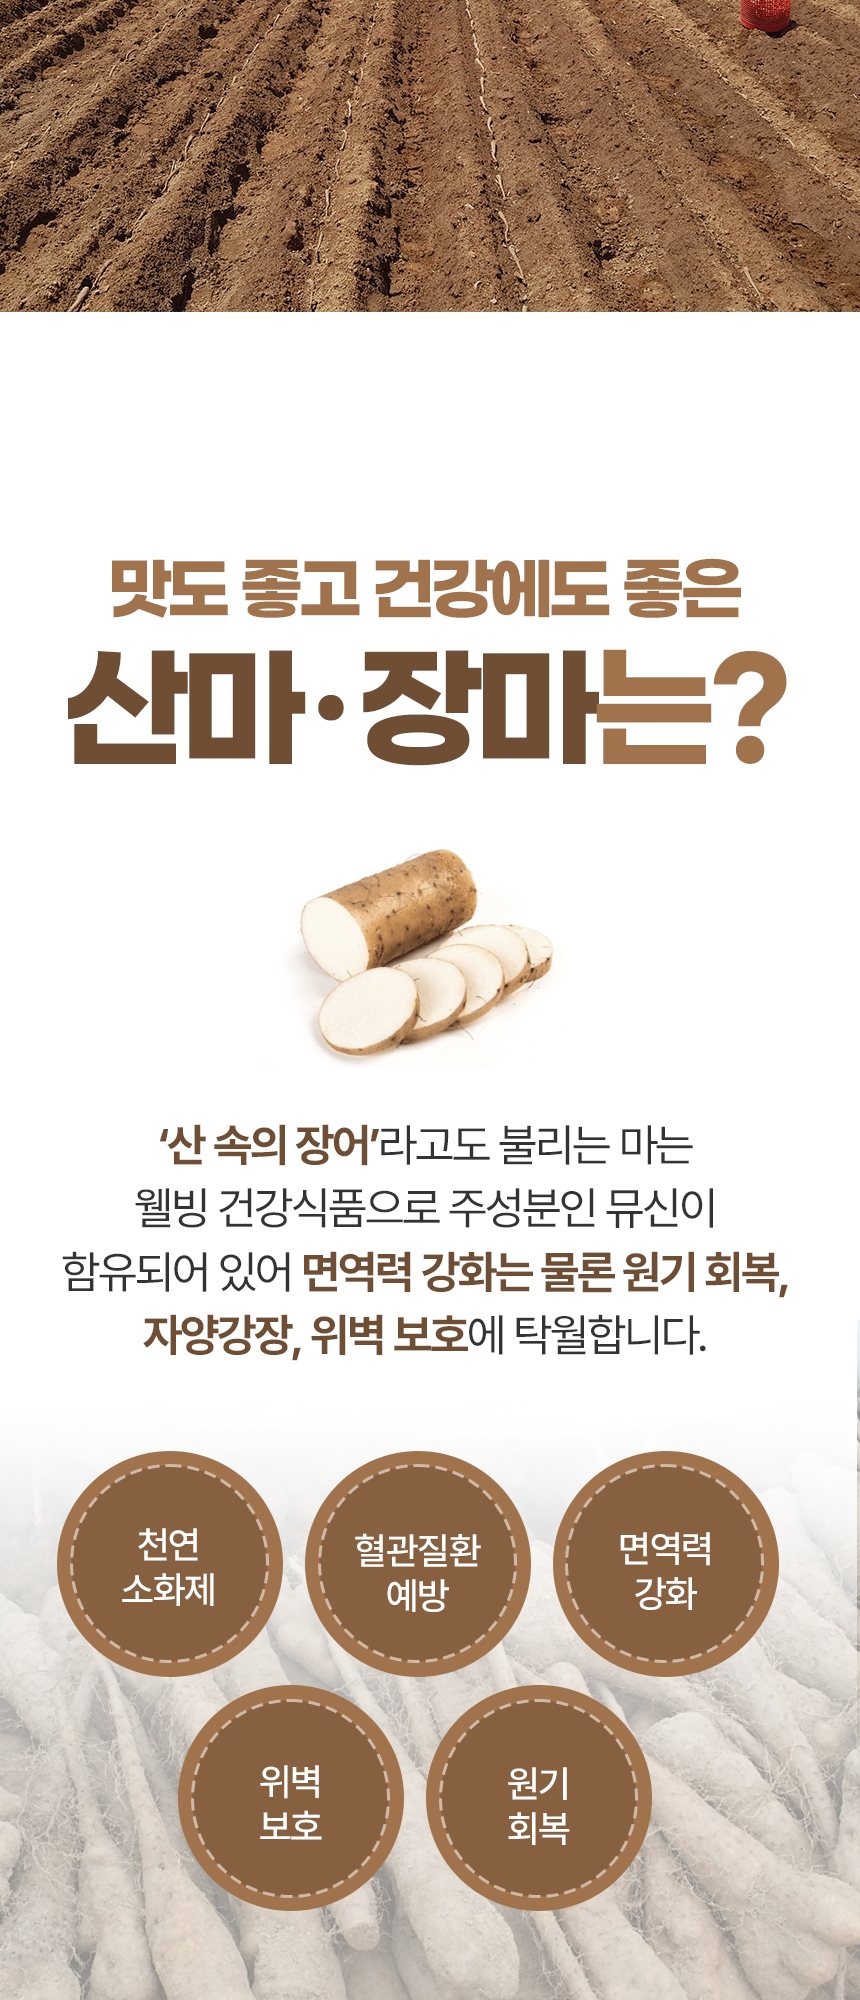 맛도 좋고 건강에도 좋은
산마·장마는?
‘산 속의 장어’라고도 불리는 마는
웰빙 건강식품으로 주성분인 뮤신이
함유되어 있어 면역력 강화는 물론 원기 회복,
자양강장, 위벽 보호에 탁월합니다.
천연
소화제
혈관질환
예방
면역력
강화
위벽
보호
원기
회복